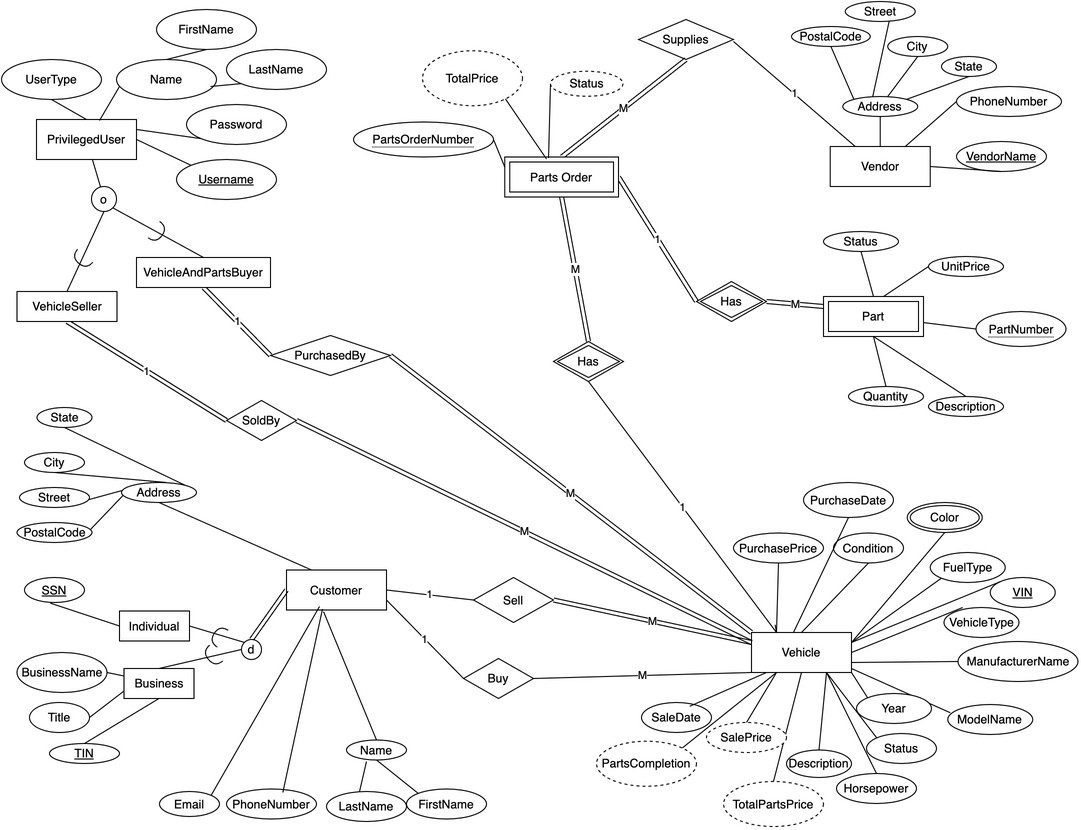 FirstName
UserType
Name
LastName
Password
PrivilegedUser
Username
o
VehicleAndPartsBuyer
VehicleSeller
1
PurchasedBy
M
1
SoldBy
M
Supplies
M
1
TotalPrice
Status
PartsOrderNumber
Parts Order
Street
PostalCode
City
State
Address
PhoneNumber
Vendor
VendorName
1
Has
M
Status
UnitPrice
Part
PartNumber
Quantity
Description
M
Has
1
State
City
Address
Street
PostalCode
SSN
Individual
d
BusinessName
Business
Title
TIN
Customer
1
Sell
M
1
Buy
M
Name
Email
PhoneNumber
LastName
FirstName
PurchaseDate
Color
PurchasePrice
Condition
FuelType
VIN
VehicleType
Vehicle
ManufacturerName
SaleDate
Year
ModelName
SalePrice
Status
PartsCompletion
Description
Horsepower
TotalPartsPrice